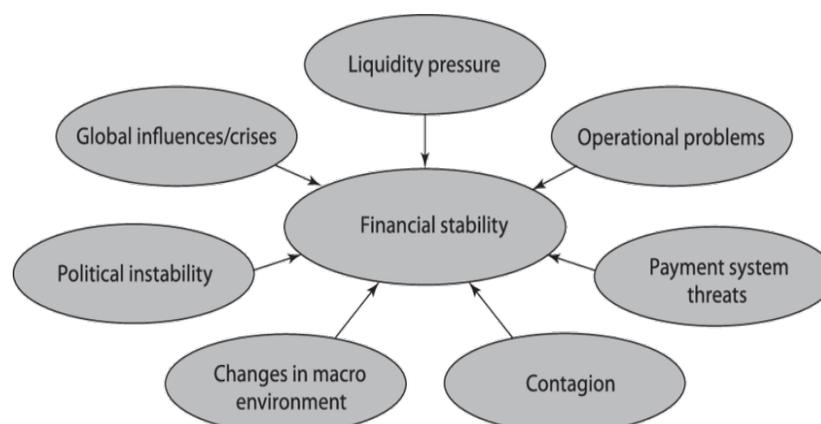 Liquidity pressure
Global influences/crises
Operational problems
Financial stability
Political instability
Payment system
threats
Changes in macro
environment
Contagion